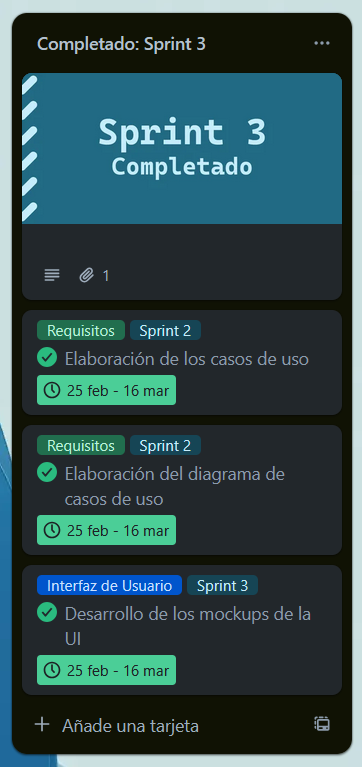 Completado: Sprint 3
Sprint 3
Completado
1
Requisitos Sprint 2
Elaboración de los casos de uso
25 feb - 16 mar
Requisitos Sprint 2
Elaboración del diagrama de
casos de uso
25 feb - 16 mar
Interfaz de Usuario Sprint 3
Desarrollo de los mockups de la
UI
25 feb - 16 mar
Añade una tarjeta